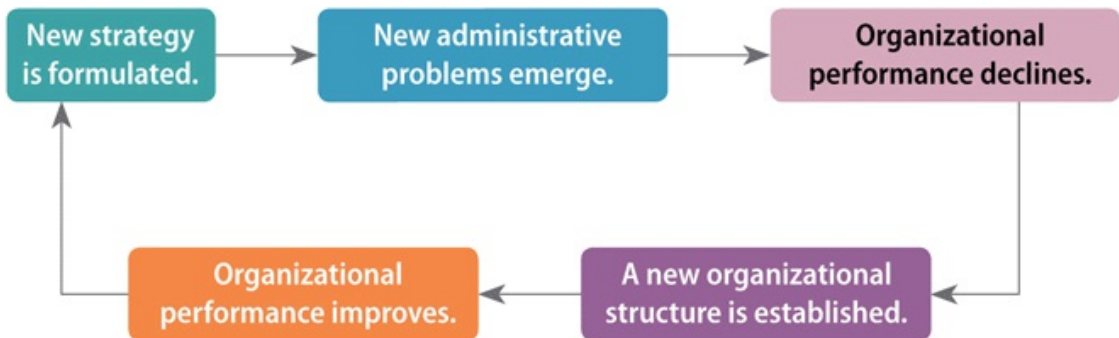 New strategy
is formulated.
New administrative
problems emerge.
Organizational
performance declines.
A new organizational
structure is established.
Organizational
performance improves.